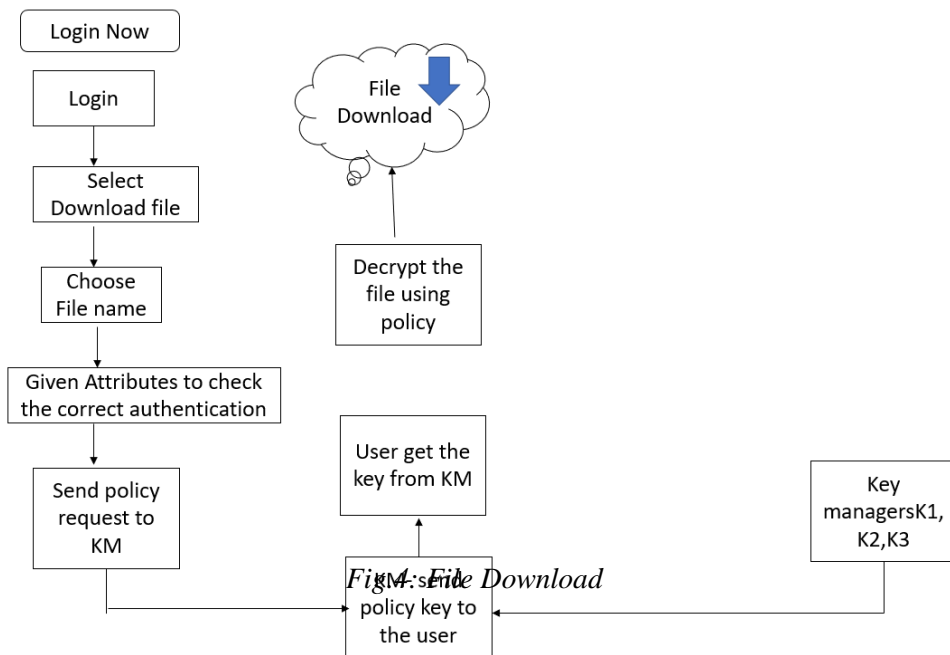 Login Now
Login
Select
Download file
Choose
File name
Given Attributes to check
the correct authentication
Send policy
request to
KM
File
Download
Decrypt the
file using
policy
User get the
key from KM
Fig.4: File Download
KM send
policy key to
the user
Key
managersK1,
K2,K3